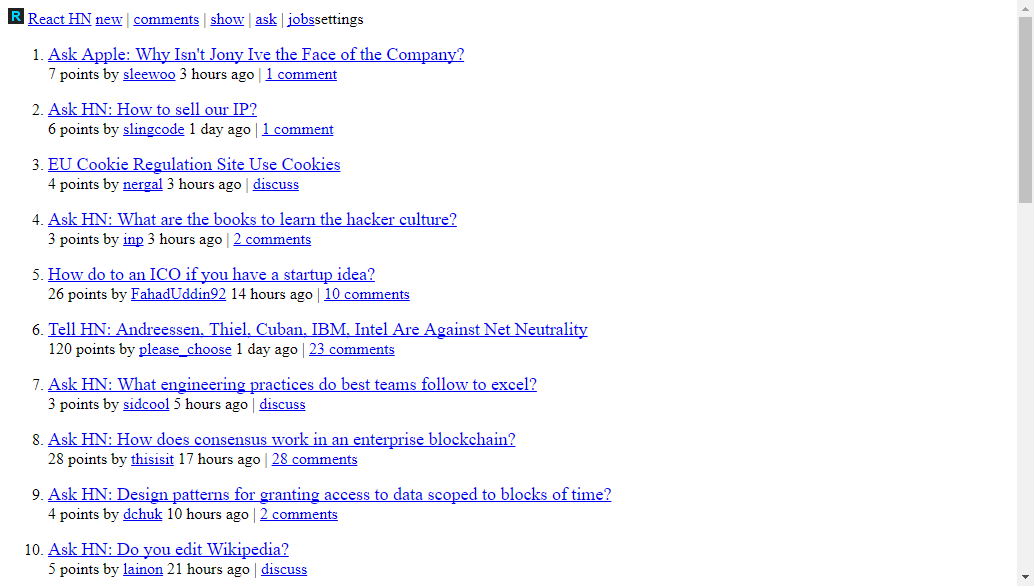 R React HN new | comments | show | ask | jobssettings
1. Ask Apple: Why Isn't Jony Ive the Face of the Company?
7 points by sleewoo 3 hours ago | 1 comment
2. Ask HN: How to sell our IP?
6 points by slingcode 1 day ago | 1 comment
3. EU Cookie Regulation Site Use Cookies
4 points by nergal 3 hours ago | discuss
4. Ask HN: What are the books to learn the hacker culture?
3 points by inp 3 hours ago | 2 comments
5. How do to an ICO if you have a startup idea?
26 points by FahadUddin92 14 hours ago | 10 comments
6. Tell HN: Andreessen, Thiel, Cuban, IBM, Intel Are Against Net Neutrality
120 points by please_choose 1 day ago | 23 comments
7. Ask HN: What engineering practices do best teams follow to excel?
3 points by sidcool 5 hours ago | discuss
8. Ask HN: How does consensus work in an enterprise blockchain?
28 points by thisisit 17 hours ago | 28 comments
9. Ask HN: Design patterns for granting access to data scoped to blocks of time?
4 points by dchuk 10 hours ago | 2 comments
10. Ask HN: Do you edit Wikipedia?
5 points by lainon 21 hours ago | discuss